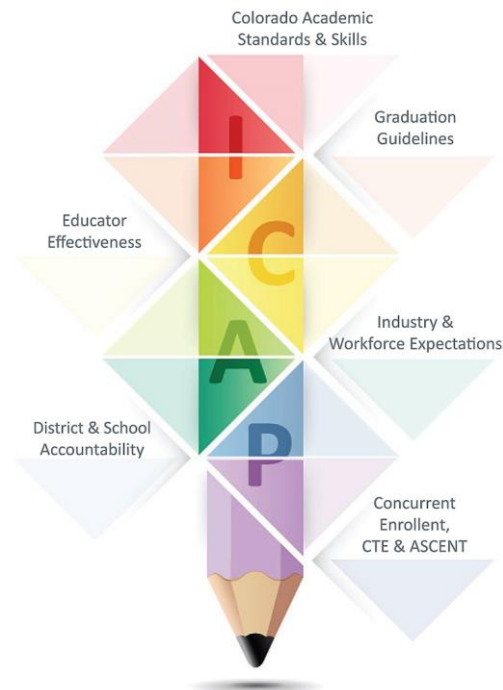 Colorado Academic
Standards & Skills
I
Graduation
Guidelines
Educator
Effectiveness
C
Industry &
Workforce Expectations
A
District & School
Accountability
P
Concurrent
Enrollent,
CTE & ASCENT